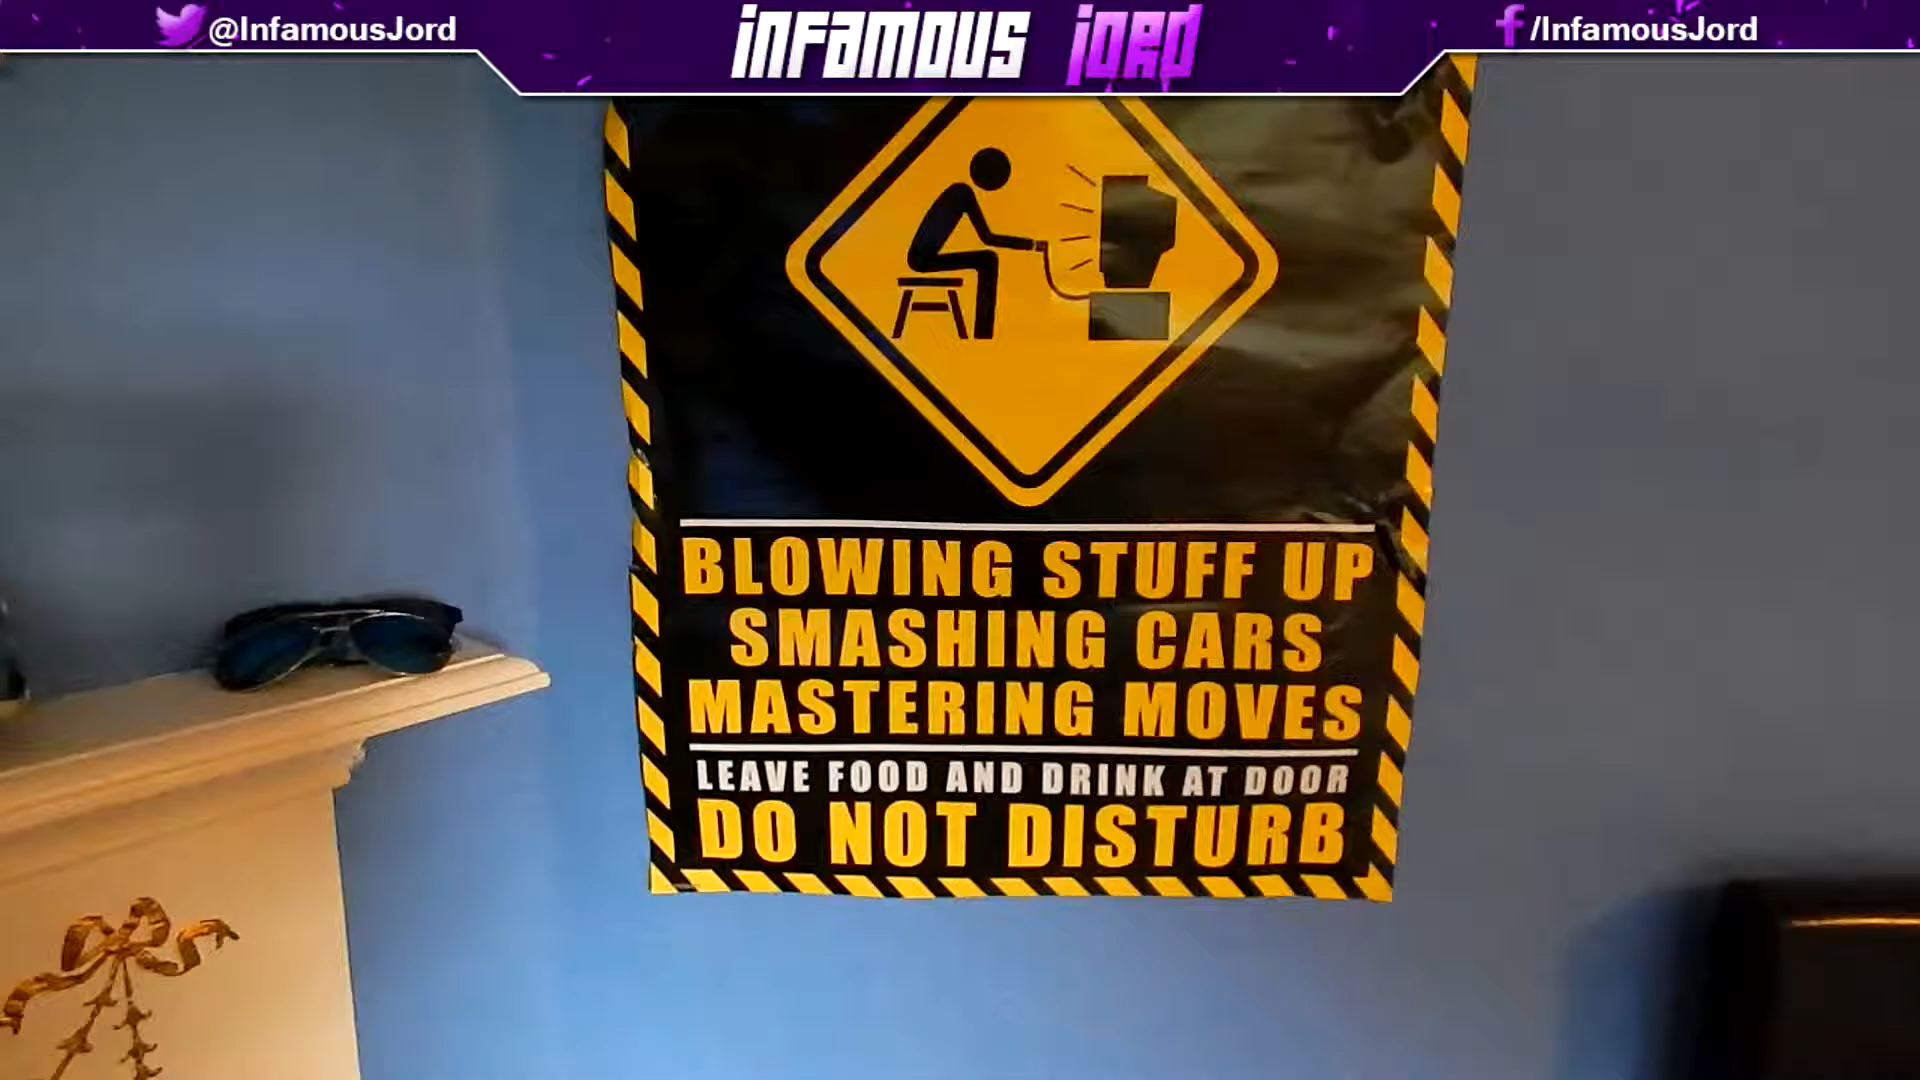 @InfamousJord
INFAMOUS JORD
/InfamousJord
BLOWING STUFF UP
SMASHING CARS
MASTERING MOVES
LEAVE FOOD AND DRINK AT DOOR
DO NOT DISTURB